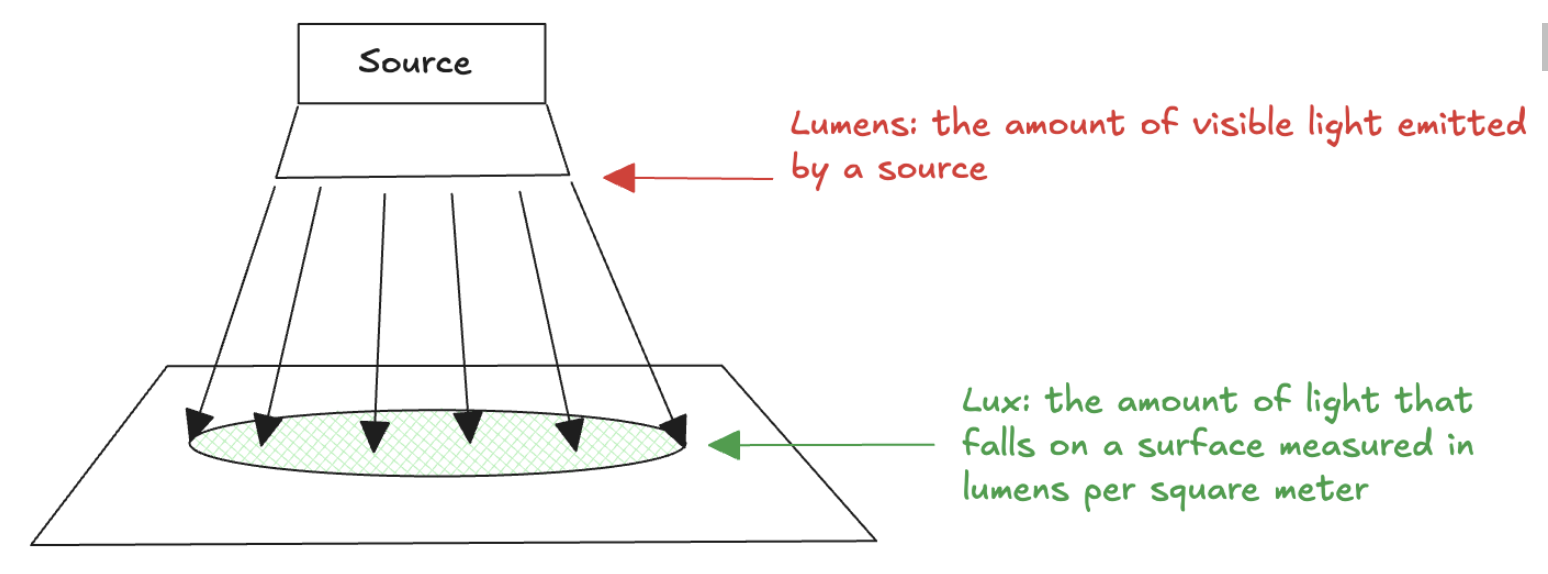 Source
Lumens: the amount of visible light emitted
by a source
Lux: the amount of light that
falls on a surface measured in
lumens per square meter